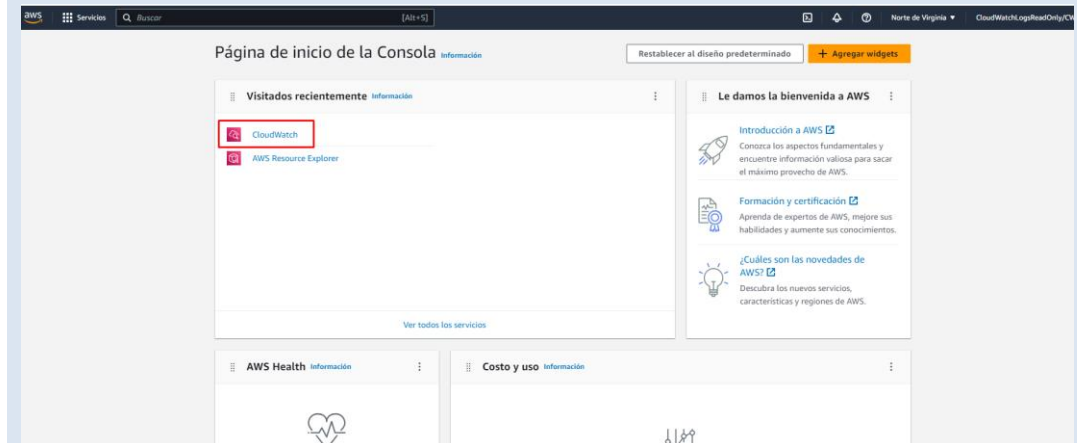 aws
Servicios
Buscar
[Alt+S]
Norte de Virginia
CloudWatchLogsReadOnly/CW
Página de inicio de la Consola Información
Restablecer al diseño predeterminado
+ Agregar widgets
Visitados recientemente Información
CloudWatch
AWS Resource Explorer
Ver todos los servicios
Le damos la bienvenida a AWS
Introducción a AWS
Conozca los aspectos fundamentales y
encuentre información valiosa para sacar
el máximo provecho de AWS.
Formación y certificación
Aprenda de expertos de AWS, mejore sus
habilidades y aumente sus conocimientos.
¿Cuáles son las novedades de
AWS?
Descubra los nuevos servicios,
características y regiones de AWS.
AWS Health Información
Costo y uso Información